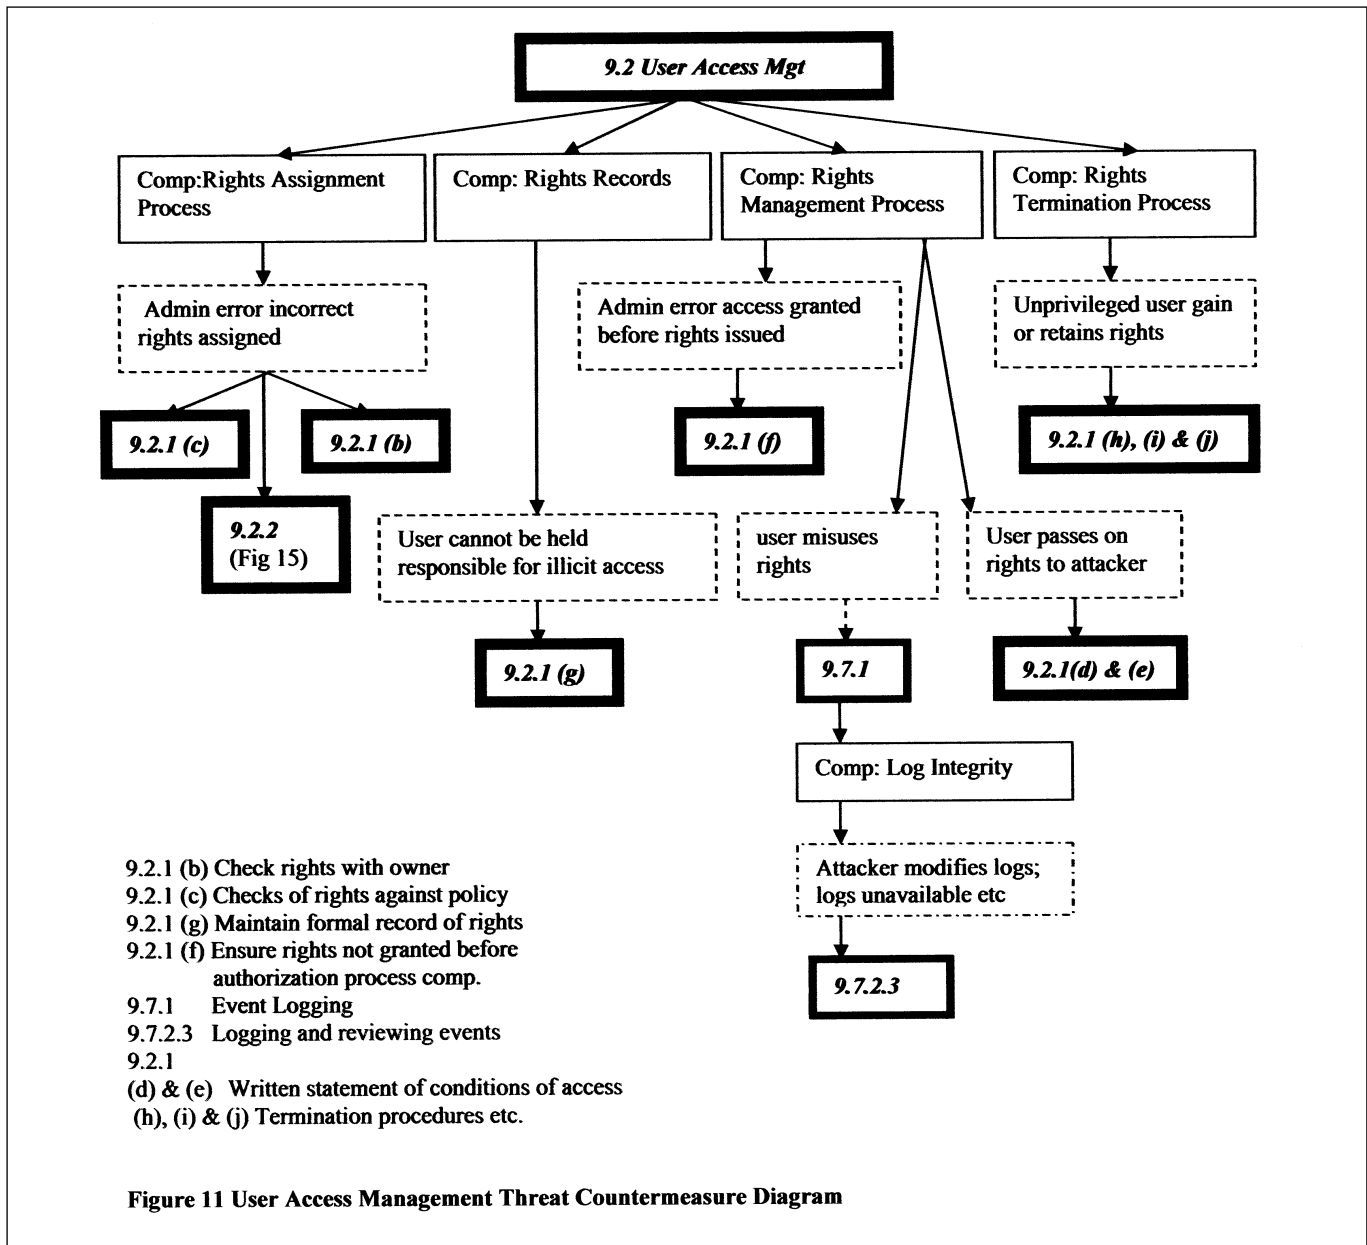 9.2 User Access Mgt
Comp:Rights Assignment
Process
Comp: Rights Records
Comp: Rights
Management Process
Comp: Rights
Termination Process
Admin error incorrect
rights assigned
Admin error access granted
before rights issued
Unprivileged user gain
or retains rights
9.2.1 (c)
9.2.1 (b)
9.2.1 (f)
9.2.1 (h), (i) & (j)
9.2.2
(Fig 15)
User cannot be held
responsible for illicit access
user misuses
rights
User passes on
rights to attacker
9.2.1 (g)
9.7.1
9.2.1(d) & (e)
Comp: Log Integrity
Attacker modifies logs;
logs unavailable etc
9.7.2.3
9.2.1 (b) Check rights with owner
9.2.1 (c) Checks of rights against policy
9.2.1 (g) Maintain formal record of rights
9.2.1 (f) Ensure rights not granted before
authorization process comp.
9.7.1 Event Logging
9.7.2.3 Logging and reviewing events
9.2.1
(d) & (e) Written statement of conditions of access
(h), (i) & (j) Termination procedures etc.
Figure 11 User Access Management Threat Countermeasure Diagram